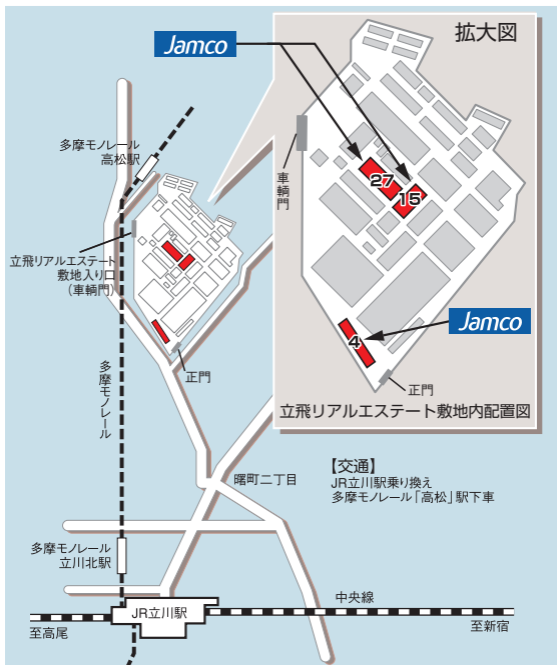 Jamco
拡大図
多摩モノレール
高松駅
車輌門
27
15
立飛リアルエステート
敷地入り口
(車輌門)
Jamco
4
正門
正門
立飛リアルエステート敷地内配置図
多摩モノレール
【交通】
JR立川駅乗り換え
多摩モノレール「高松」駅下車
曙町二丁目
多摩モノレール
立川北駅
JR立川駅
中央線
至高尾
至新宿